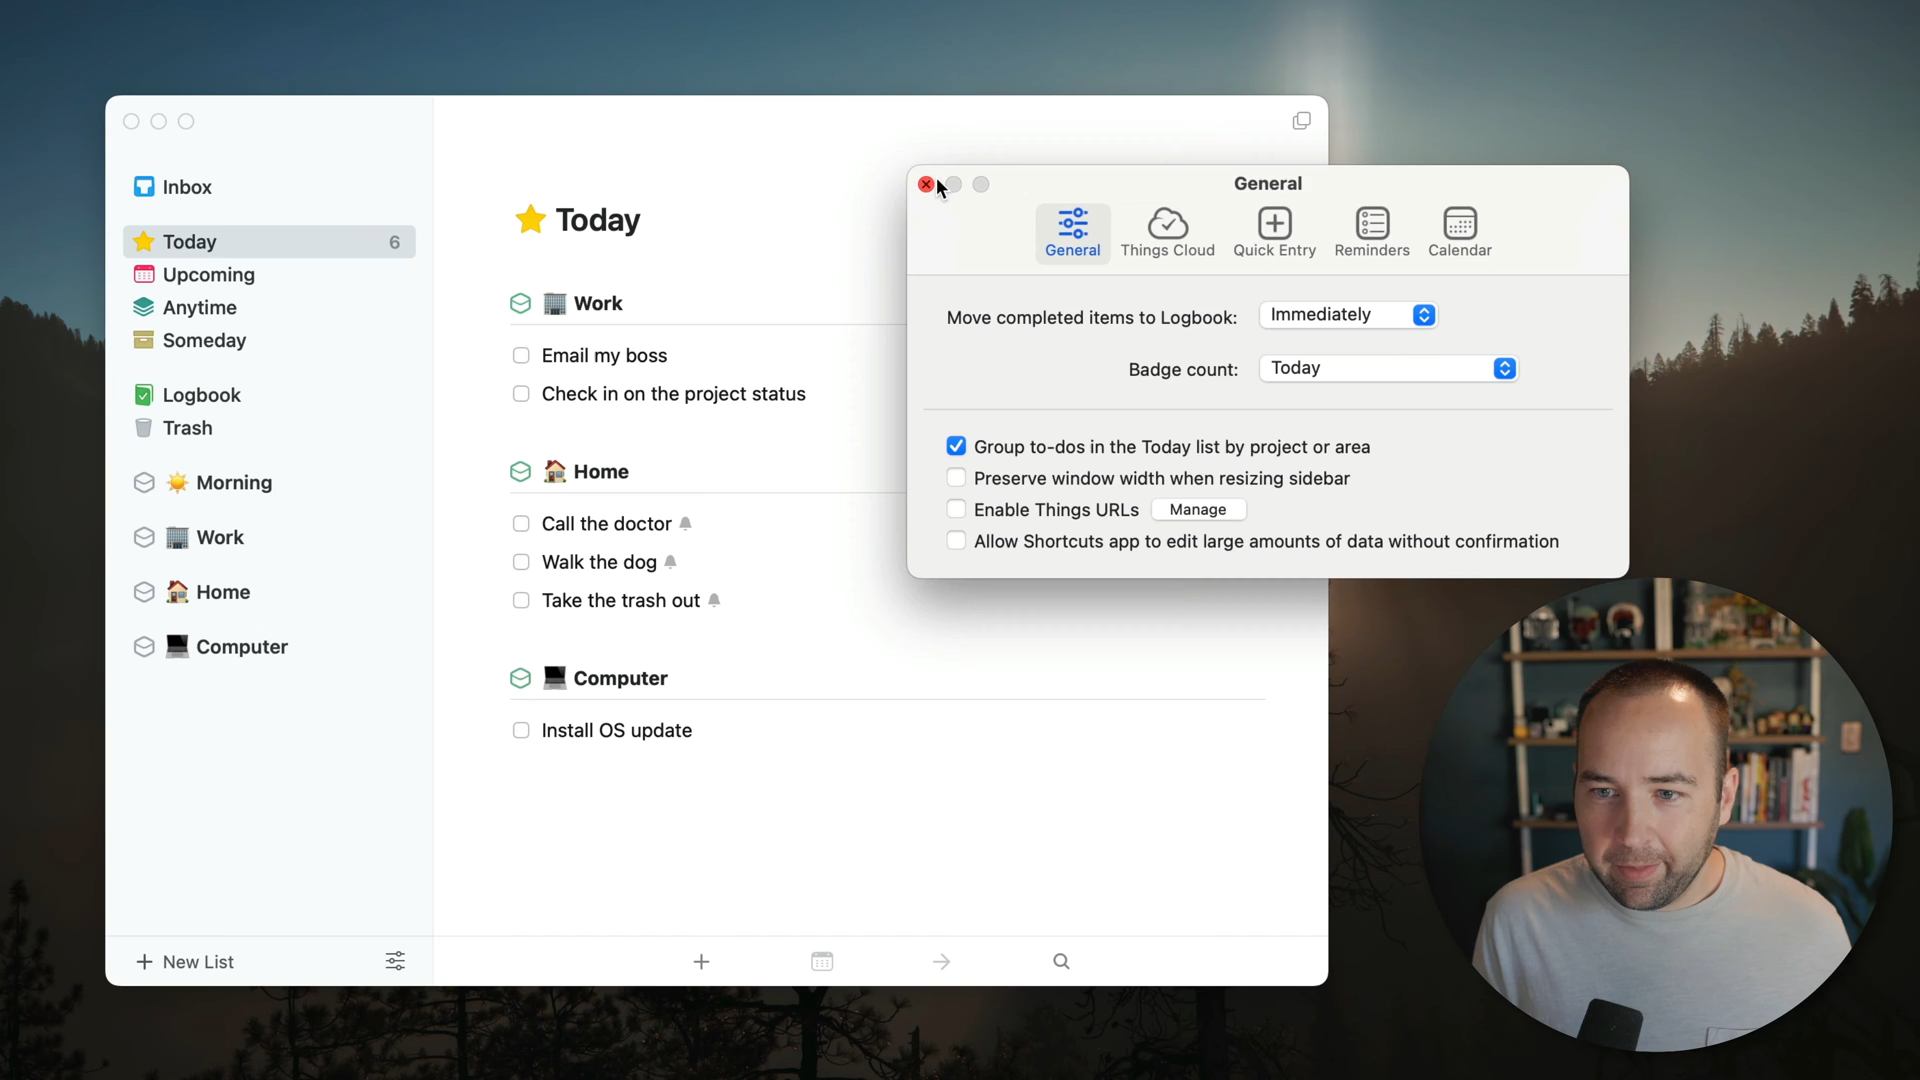 Inbox
Today 6
Upcoming
Anytime
Someday
Logbook
Trash
Morning
Work
Home
Computer
New List
Today
Work
Email my boss
Check in on the project status
Home
Call the doctor
Walk the dog
Take the trash out
Computer
Install OS update
General
General Things Cloud Quick Entry Reminders Calendar
Move completed items to Logbook: Immediately
Badge count: Today
Group to-dos in the Today list by project or area
Preserve window width when resizing sidebar
Enable Things URLs Manage
Allow Shortcuts app to edit large amounts of data without confirmation